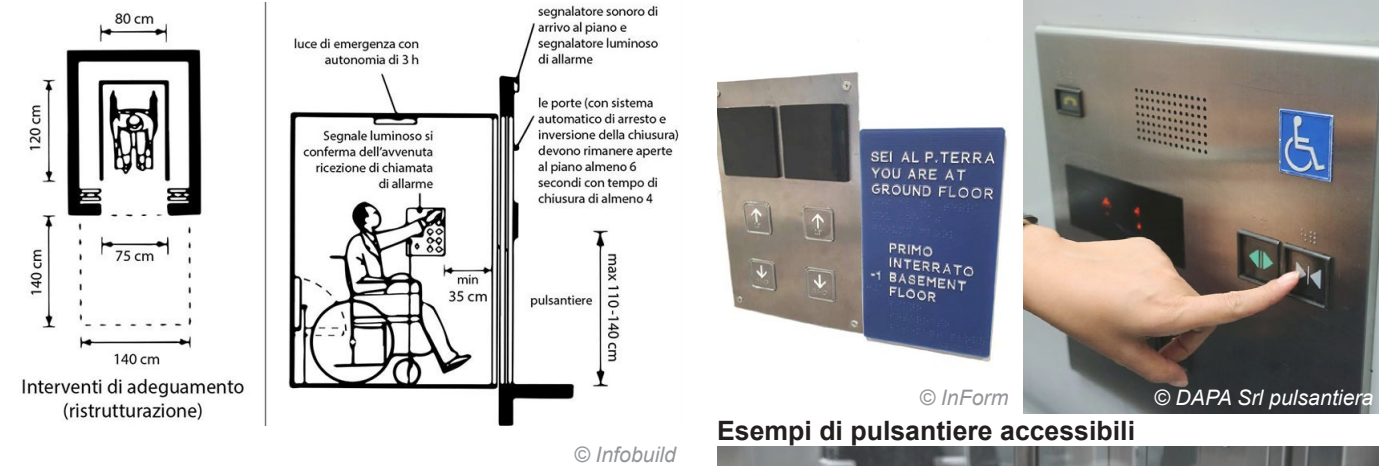 80 cm
120 cm
75 cm
140 cm
140 cm
Interventi di adeguamento
(ristrutturazione)
luce di emergenza con
autonomia di 3 h
Segnale luminoso si
conferma dell'avvenuta
ricezione di chiamata
di allarme
min
35 cm
segnalatore sonoro di
arrivo al piano e
segnalatore luminoso
di allarme
le porte (con sistema
automatico di arresto e
inversione della chiusura)
devono rimanere aperte
al piano almeno 6
secondi con tempo di
chiusura di almeno 4
pulsantiere
max 110-140 cm
© Infobuild
SEI AL P.TERRA
YOU ARE AT
GROUND FLOOR
PRIMO
INTERRATO
-1 BASEMENT
FLOOR
© InForm
© DAPA Srl pulsantiera
Esempi di pulsantiere accessibili